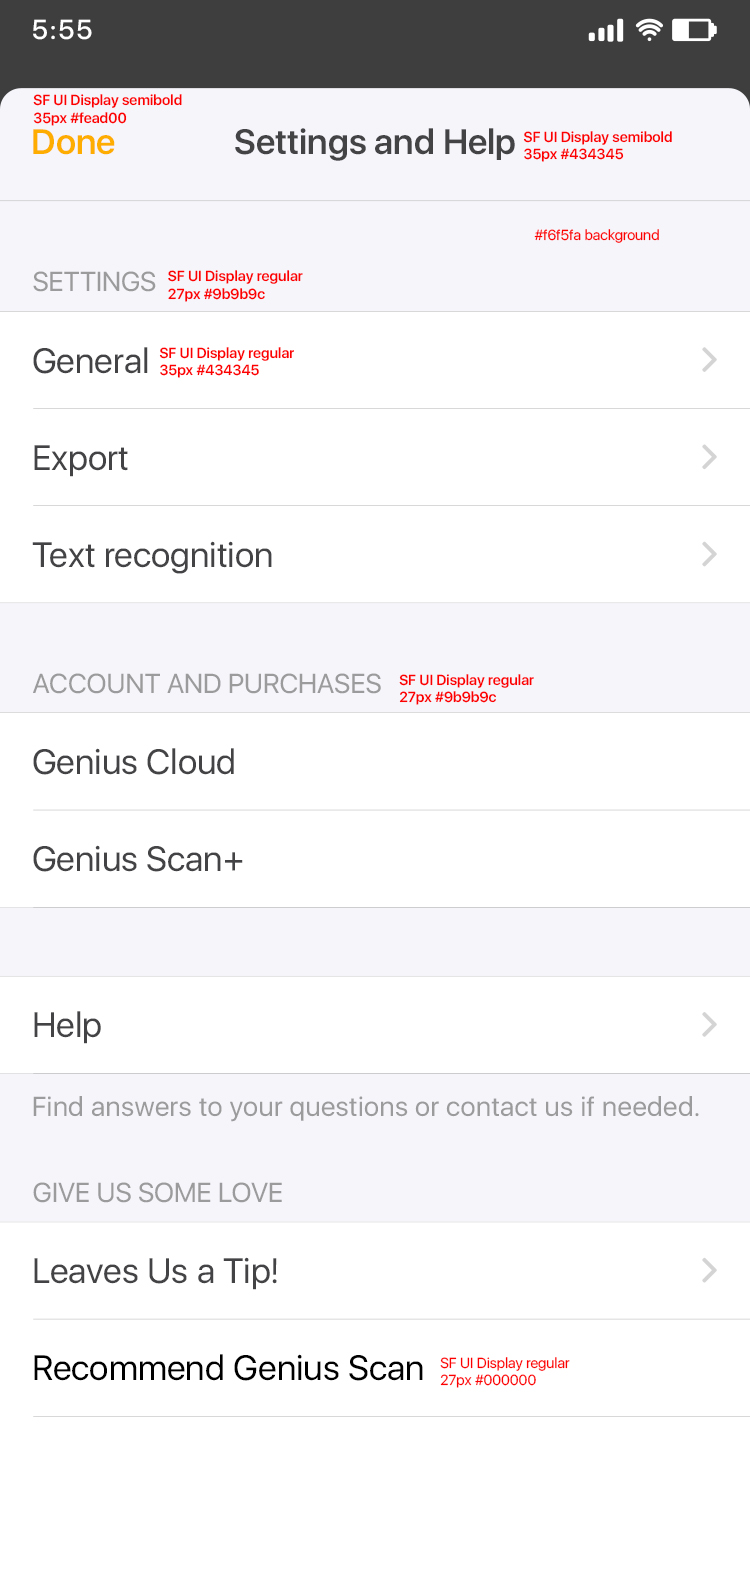 5:55
SF UI Display semibold
35px #fead00
Done
Settings and Help
SF UI Display semibold
35px #434345
#f6f5fa background
SETTINGS
SF UI Display regular
27px #9b9b9c
General
SF UI Display regular
35px #434345
Export
Text recognition
ACCOUNT AND PURCHASES
SF UI Display regular
27px #9b9b9c
Genius Cloud
Genius Scan+
Help
Find answers to your questions or contact us if needed.
GIVE US SOME LOVE
Leaves Us a Tip!
Recommend Genius Scan
SF UI Display regular
27px #000000